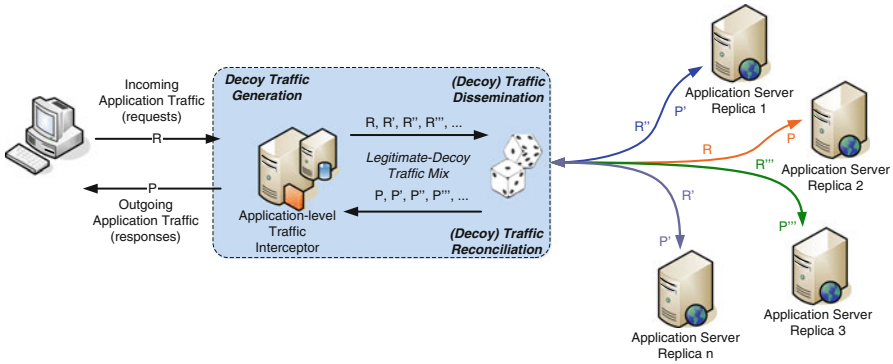 Incoming
Application Traffic
(requests)
R
P
Outgoing
Application Traffic
(responses)
Decoy Traffic
Generation
(Decoy) Traffic
Dissemination
R, R', R'', R''', ...
Legitimate-Decoy
Traffic Mix
P, P', P'', P''', ...
Application-level
Traffic
Interceptor
(Decoy) Traffic
Reconciliation
R''
P'
Application Server
Replica 1
R
P
Application Server
Replica 2
R'''
P'''
Application Server
Replica 3
R'
P'
Application Server
Replica n